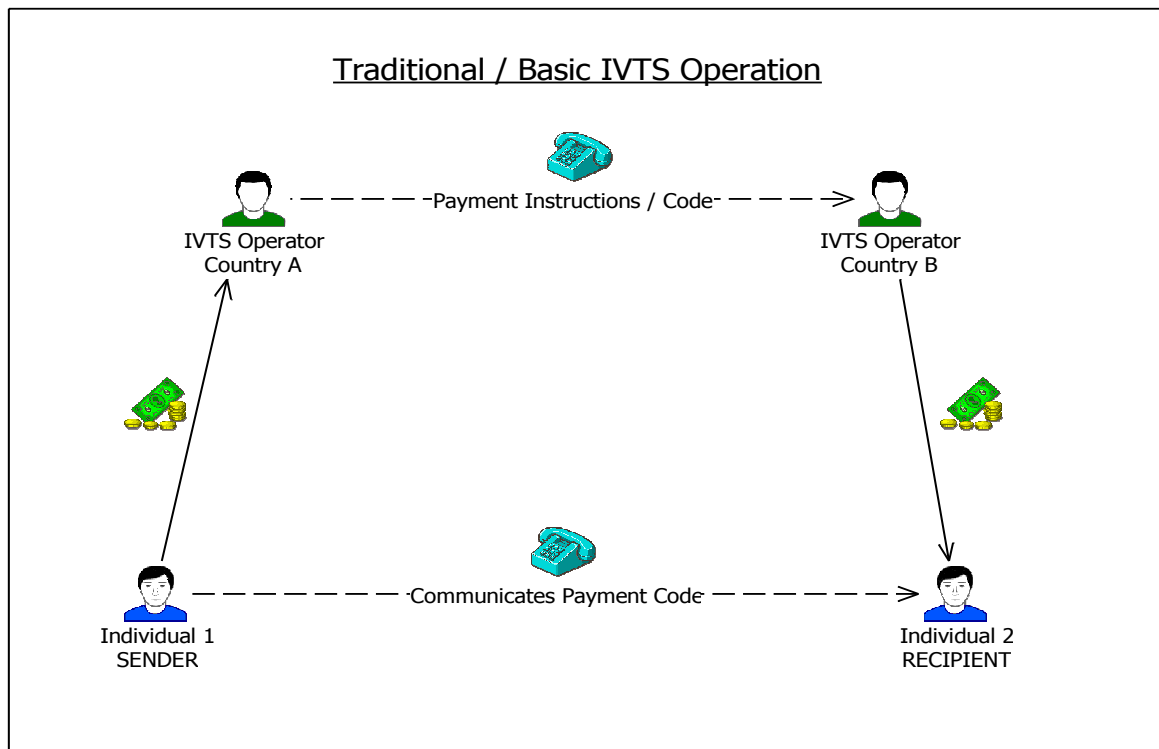 Traditional / Basic IVTS Operation
Payment Instructions / Code
IVTS Operator
Country A
IVTS Operator
Country B
Communicates Payment Code
Individual 1
SENDER
Individual 2
RECIPIENT